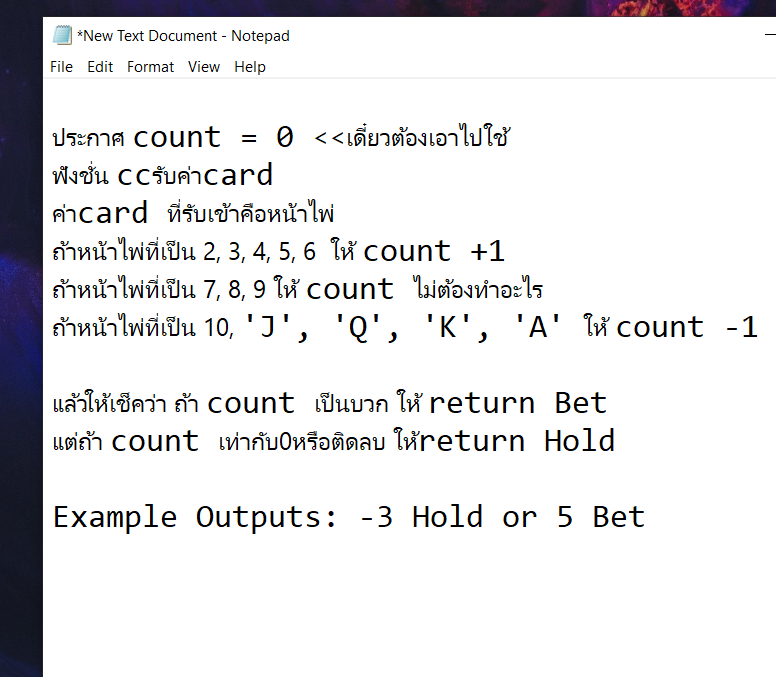 *New Text Document - Notepad
File Edit Format View Help
ประกาศ count = 0 <<เดี๋ยวต้องเอาไปใช้
ฟังชั่น ccรับค่าcard
ค่าcard ที่รับเข้าคือหน้าไพ่
ถ้าหน้าไพ่ที่เป็น 2, 3, 4, 5, 6 ให้ count +1
ถ้าหน้าไพ่ที่เป็น 7, 8, 9 ให้ count ไม่ต้องทำอะไร
ถ้าหน้าไพ่ที่เป็น 10, 'J', 'Q', 'K', 'A' ให้ count -1
แล้วให้เช็คว่า ถ้า count เป็นบวก ให้ return Bet
แต่ถ้า count เท่ากับ0หรือติดลบ ให้return Hold
Example Outputs: -3 Hold or 5 Bet